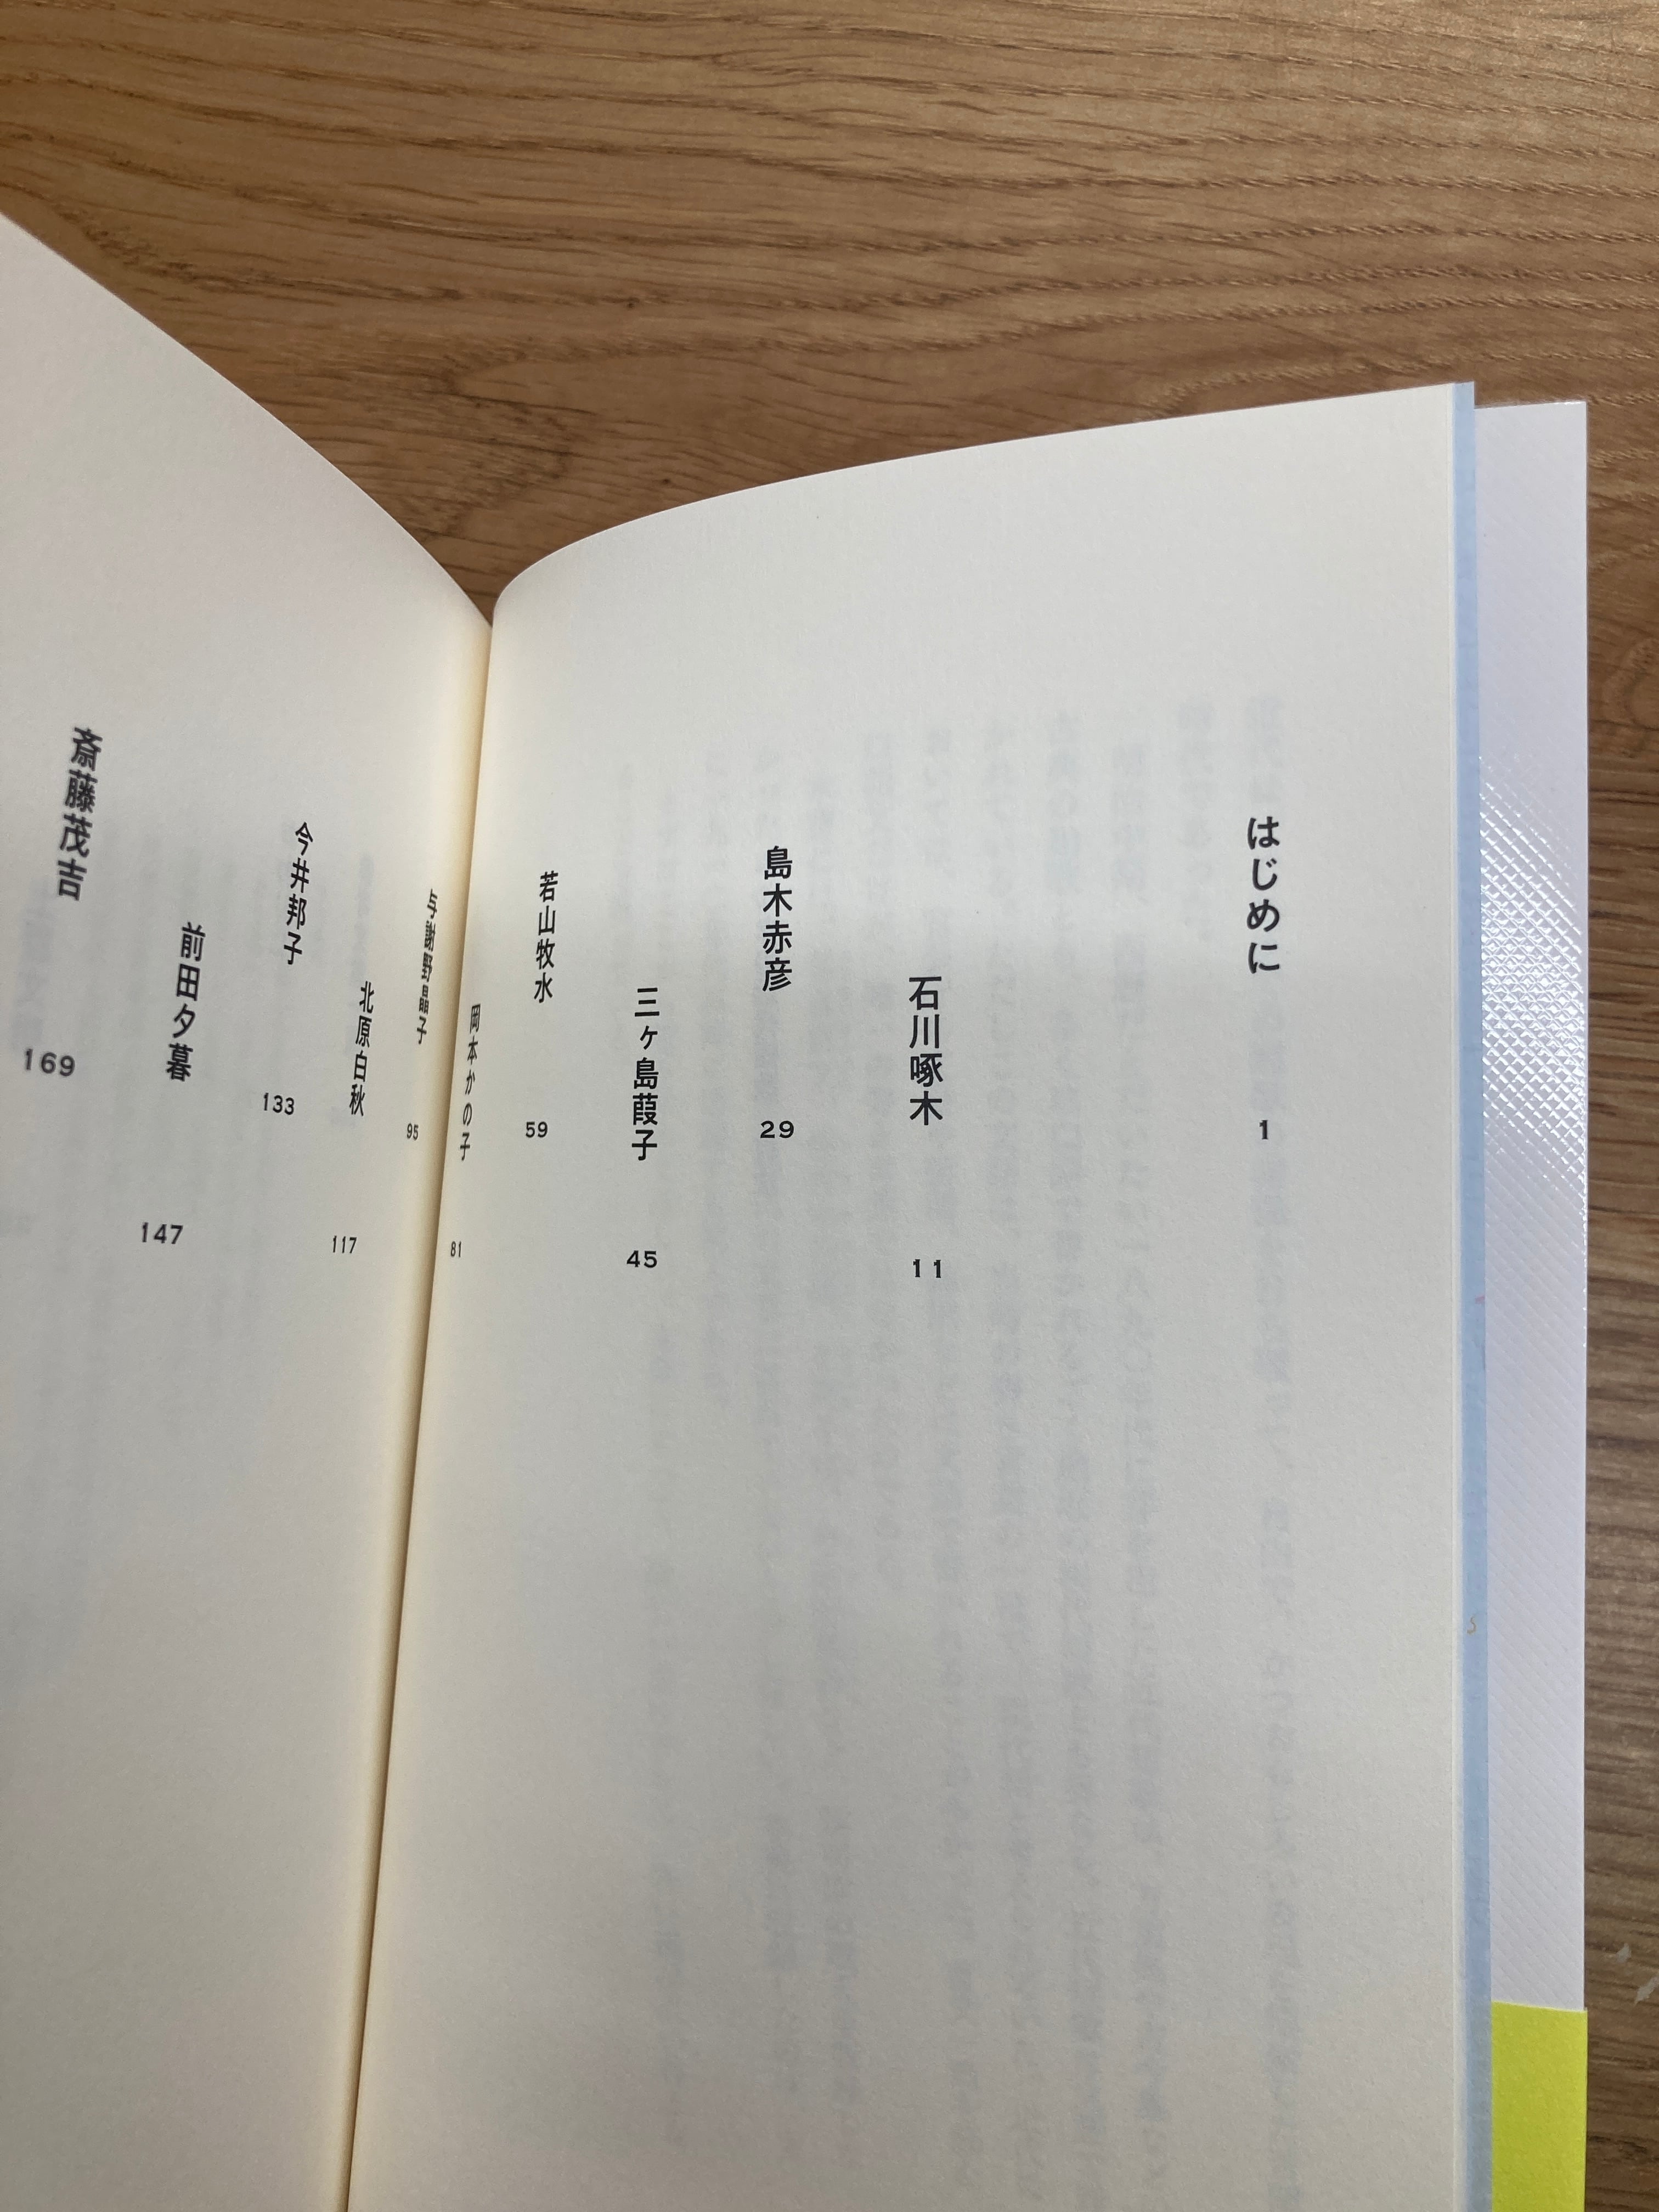 はじめに 1
石川啄木 11
島木赤彦 29
三ヶ島葭子 45
若山牧水 59
岡本かの子 81
与謝野晶子 95
北原白秋 117
今井邦子 133
前田夕暮 147
斎藤茂吉 169